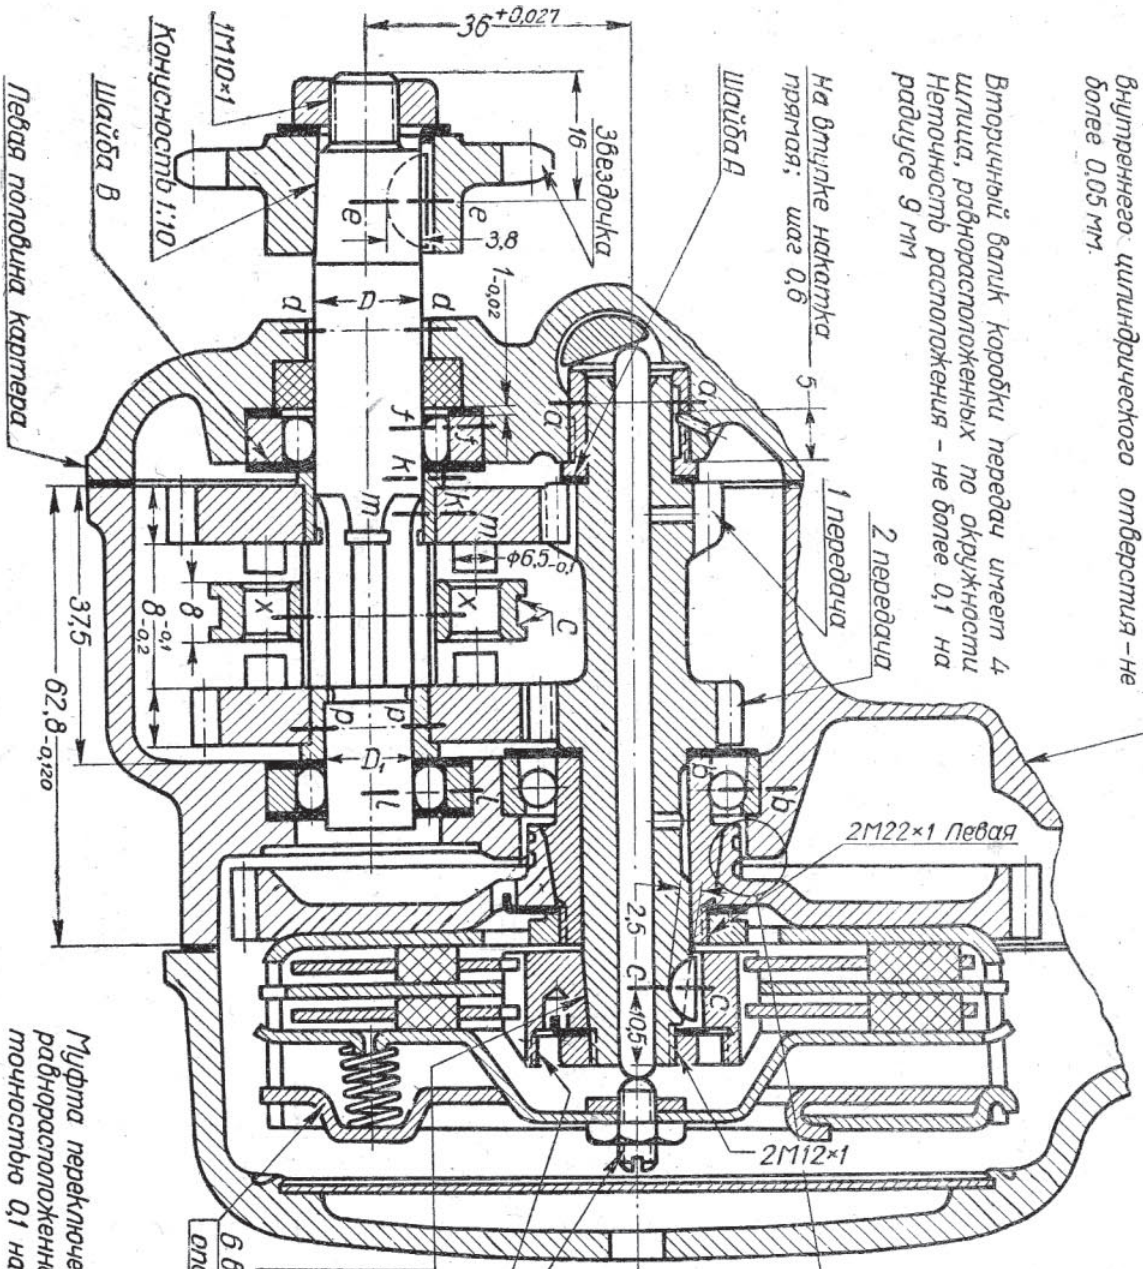 внутреннего цилиндрического отверстия - не
более 0,05 мм.
Вторичный валик коробки передач имеет 4
шлица, равнорасположенных по окружности
Неточность расположения - не более 0,1 на
радиусе 9 мм
На втулке накатка
прямая; шаг 0,6
5
2 передача
1 передача
Шайба А
Звездочка
16
36+0,027
1М10×1
Конусность 1:10
Шайба В
Левая половина картера
e
e
3,8
1-0,02
D
d
d
a
a
f
f
k
k
m
m
ф6,5-0,1
x
x
C
8
8-0,1
-0,2
37,5
62,8-0,120
p
p
D1
l
l
b
b
2М22×1 Левая
2,5
C
C
10,5
2М12×1
Муфта
точностью 0,1 на
6